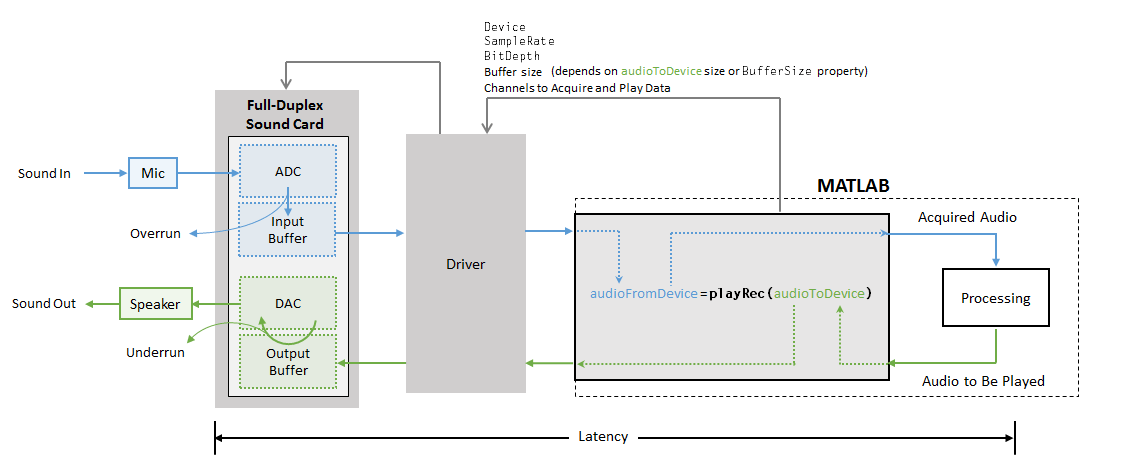 Device
SampleRate
BitDepth
Buffer size (depends on audioToDevice size or BufferSize property)
Channels to Acquire and Play Data
Full-Duplex
Sound Card
Sound In
Mic
ADC
Input
Buffer
Overrun
Sound Out
Speaker
DAC
Underrun
Output
Buffer
Driver
MATLAB
audioFromDevice=playRec(audioToDevice)
Acquired Audio
Processing
Audio to Be Played
Latency